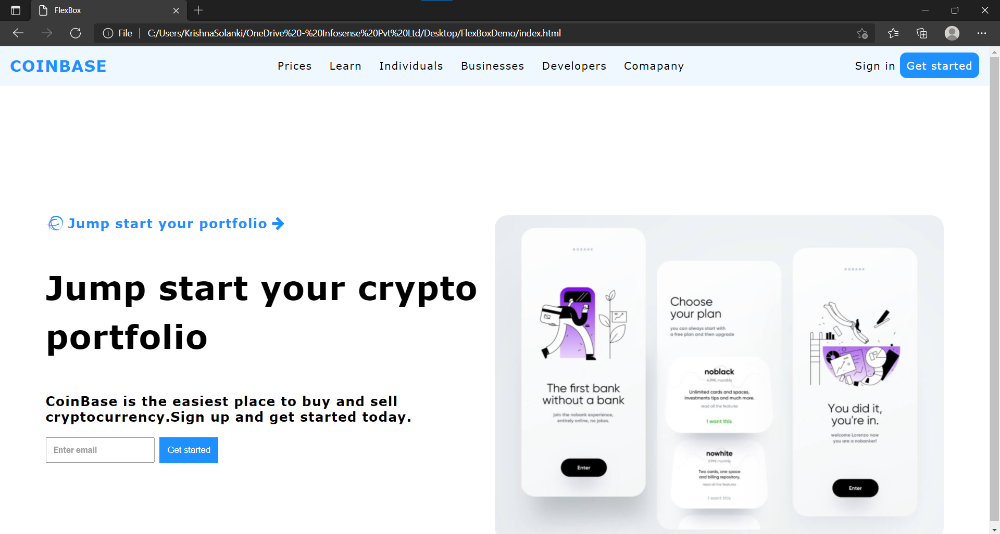 FlexBox
File
C:/Users/KrishnaSolanki/OneDrive%20-%20Infosense%20Pvt%20Ltd/Desktop/FlexBoxDemo/index.html
COINBASE Prices Learn Individuals Businesses Developers Comapany Sign in Get started
Jump start your portfolio
Jump start your crypto
portfolio
CoinBase is the easiest place to buy and sell
cryptocurrency.Sign up and get started today.
Enter email Get started
NOBANK
The first bank
without a bank
join the nobank experience,
entirely online, no jokes.
Enter
Choose
your plan
you can always start with
a free plan and then upgrade
noblack
4.99€ monthly
Unlimited cards and spaces,
investments tips and much more.
read all the features
I want this
nowhite
2.99€ monthly
Two cards, one space
and billing repository.
read all the features
I want this
NOBANK
You did it,
you're in.
welcome Lorenzo now
you are a nobanker!
Enter